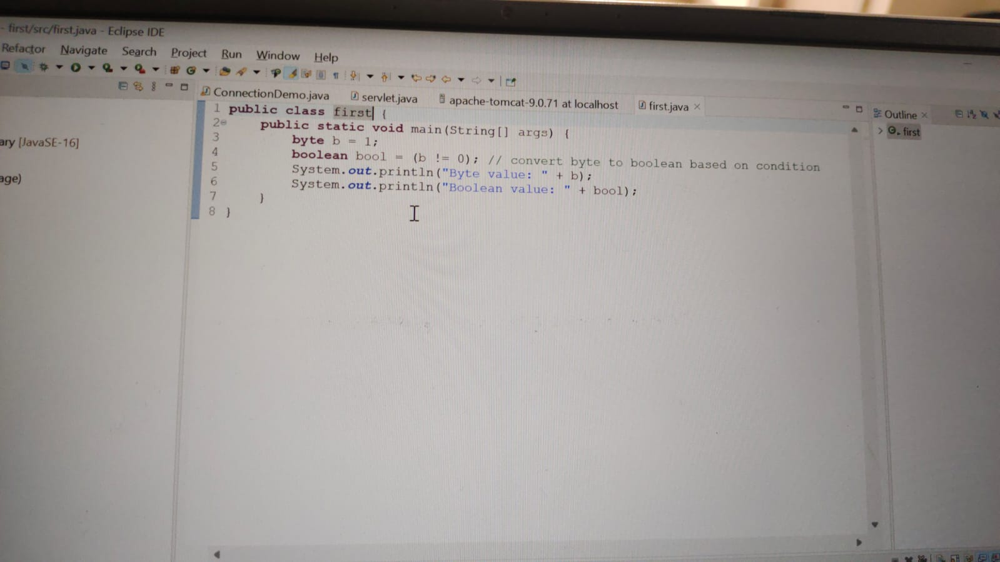 - first/src/first.java - Eclipse IDE
Refactor Navigate Search Project Run Window Help
ConnectionDemo.java servlet.java apache-tomcat-9.0.71 at localhost first.java
Outline
first
ary [JavaSE-16]
age)
1 public class first {
2 public static void main(String[] args) {
3 byte b = 1;
4 boolean bool = (b != 0); // convert byte to boolean based on condition
5 System.out.println("Byte value: " + b);
6 System.out.println("Boolean value: " + bool);
7 }
8 }